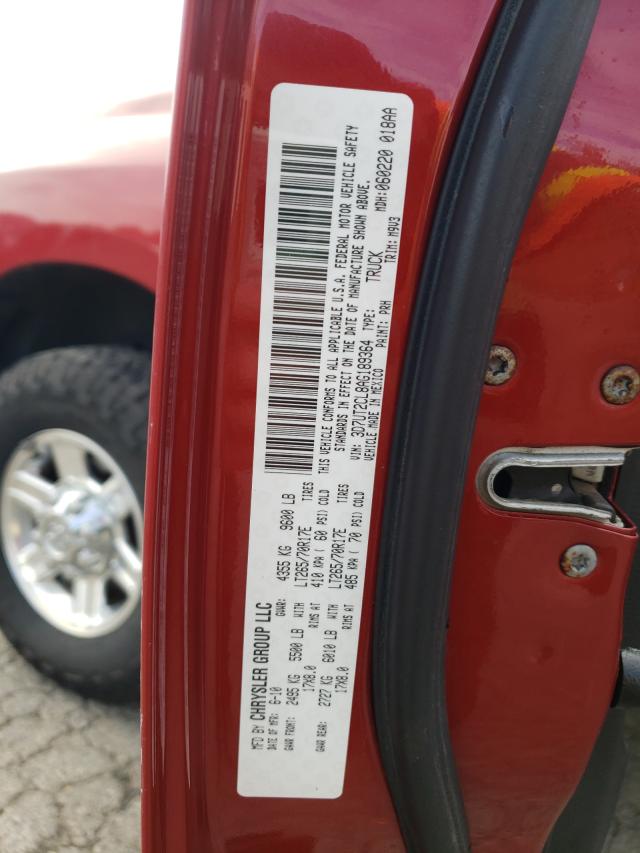 MFD BY CHRYSLER GROUP LLC
DATE OF MFR: 6-10 GVWR: 4355 KG 9600 LB
GAWR FRONT: 2495 KG 5500 LB WITH LT265/70R17E TIRES
17X8.0 RIMS AT 410 KPA ( 60 PSI) COLD
GAWR REAR: 2727 KG 6010 LB WITH LT265/70R17E TIRES
17X8.0 RIMS AT 485 KPA ( 70 PSI) COLD
THIS VEHICLE CONFORMS TO ALL APPLICABLE U.S.A. FEDERAL MOTOR VEHICLE SAFETY
STANDARDS IN EFFECT ON THE DATE OF MANUFACTURE SHOWN ABOVE.
VIN: 3D7UT2CL8AG189364 TYPE: TRUCK MDH: 060220 018AA
VEHICLE MADE IN MEXICO PAINT: PRH TRIM: M9V3